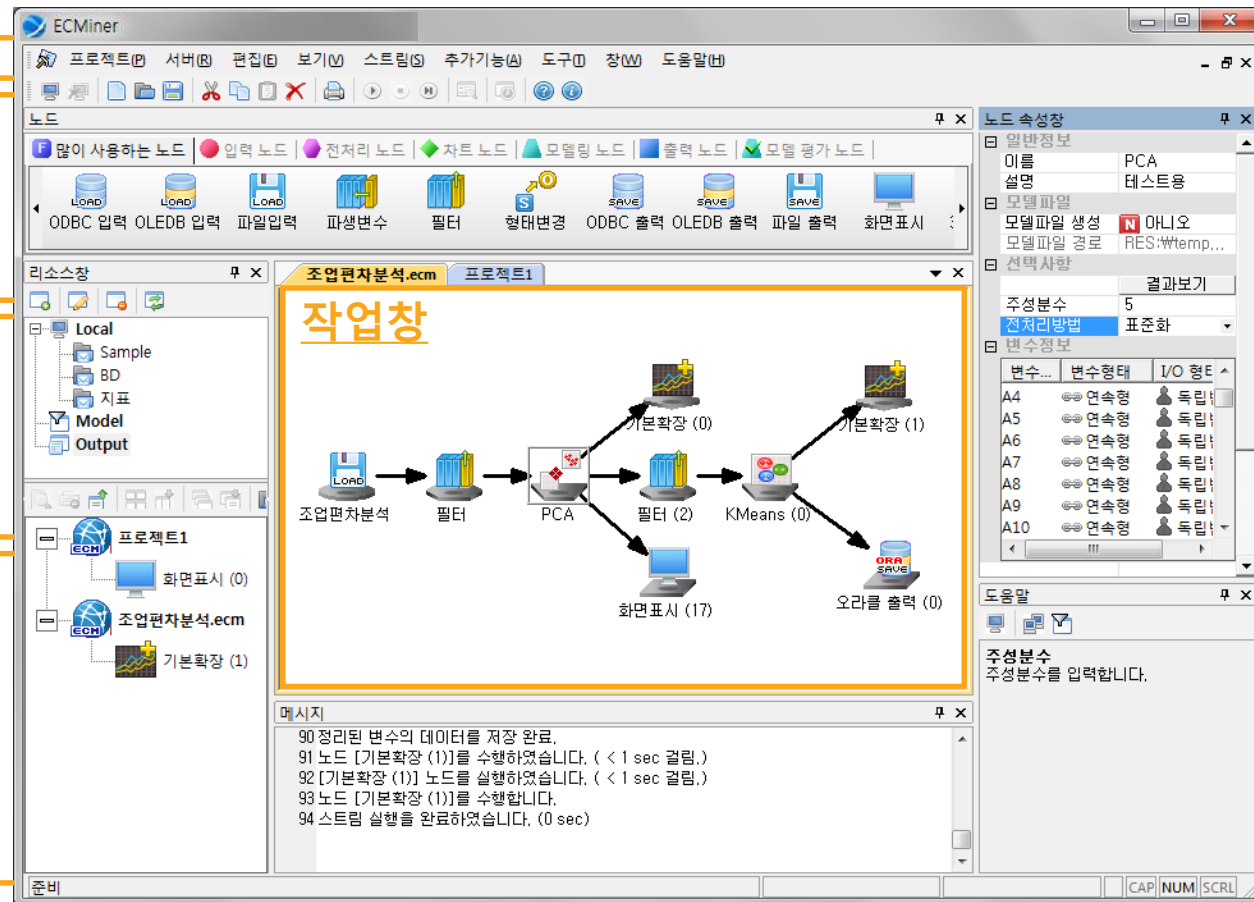 ECMiner
프로젝트(P) 서버(R) 편집(E) 보기(V) 스트림(S) 추가기능(A) 도구(T) 창(W) 도움말(H)
노드
많이 사용하는 노드 입력 노드 전처리 노드 차트 노드 모델링 노드 출력 노드 모델 평가 노드
LOAD LOAD LOAD SAVE SAVE SAVE
ODBC 입력 OLEDB 입력 파일입력 파생변수 필터 형태변경 ODBC 출력 OLEDB 출력 파일 출력 화면표시
리소스창
Local
Sample
BD
지표
Model
Output
프로젝트1
화면표시 (0)
조업편차분석.ecm
기본확장 (1)
조업편차분석.ecm 프로젝트1
작업창
기본확장 (0)
기본확장 (1)
LOAD
조업편차분석
필터
PCA
필터 (2)
KMeans (0)
화면표시 (17)
ORA SAVE
오라클 출력 (0)
메시지
90 정리된 변수의 데이터를 저장 완료.
91 노드 [기본확장 (1)]를 수행하였습니다. ( < 1 sec 걸림.)
92 [기본확장 (1)] 노드를 실행하였습니다. ( < 1 sec 걸림.)
93 노드 [기본확장 (1)]를 수행합니다.
94 스트림 실행을 완료하였습니다. (0 sec)
노드 속성창
일반정보
이름 PCA
설명 테스트용
모델파일
모델파일 생성 N 아니오
모델파일 경로 RES:₩temp...
선택사항
결과보기
주성분수 5
전처리방법 표준화
변수정보
변수... 변수형태 I/O 형
A4 연속형 독립
A5 연속형 독립
A6 연속형 독립
A7 연속형 독립
A8 연속형 독립
A9 연속형 독립
A10 연속형 독립
도움말
주성분수
주성분수를 입력합니다.
준비
CAP NUM SCRL